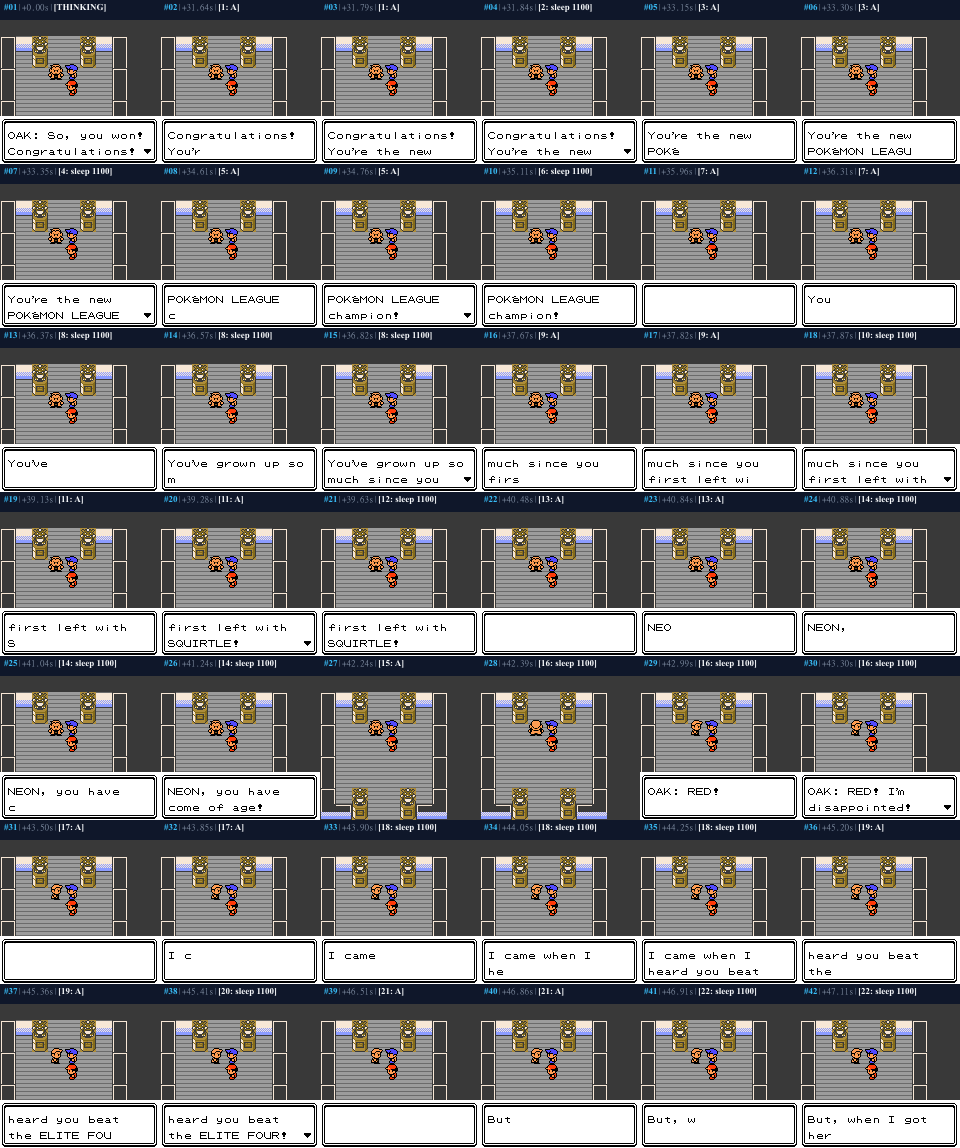 #01|+0.00s|[THINKING]
OAK: So, you won!
Congratulations!
#02|+31.64s|[1: A]
Congratulations!
You'r
#03|+31.79s|[1: A]
Congratulations!
You're the new
#04|+31.84s|[2: sleep 1100]
Congratulations!
You're the new
#05|+33.15s|[3: A]
You're the new
POKé
#06|+33.30s|[3: A]
You're the new
POKéMON LEAGU
#07|+33.35s|[4: sleep 1100]
You're the new
POKéMON LEAGUE
#08|+34.61s|[5: A]
POKéMON LEAGUE
c
#09|+34.76s|[5: A]
POKéMON LEAGUE
champion!
#10|+35.11s|[6: sleep 1100]
POKéMON LEAGUE
champion!
#11|+35.96s|[7: A]
#12|+36.31s|[7: A]
You
#13|+36.37s|[8: sleep 1100]
You've
#14|+36.57s|[8: sleep 1100]
You've grown up so
m
#15|+36.82s|[8: sleep 1100]
You've grown up so
much since you
#16|+37.67s|[9: A]
much since you
firs
#17|+37.82s|[9: A]
much since you
first left wi
#18|+37.87s|[10: sleep 1100]
much since you
first left with
#19|+39.13s|[11: A]
first left with
S
#20|+39.28s|[11: A]
first left with
SQUIRTLE!
#21|+39.63s|[12: sleep 1100]
first left with
SQUIRTLE!
#22|+40.48s|[13: A]
#23|+40.84s|[13: A]
NEO
#24|+40.88s|[14: sleep 1100]
NEON,
#25|+41.04s|[14: sleep 1100]
NEON, you have
c
#26|+41.24s|[14: sleep 1100]
NEON, you have
come of age!
#27|+42.24s|[15: A]
#28|+42.39s|[16: sleep 1100]
#29|+42.99s|[16: sleep 1100]
OAK: RED!
#30|+43.30s|[16: sleep 1100]
OAK: RED! I'm
disappointed!
#31|+43.50s|[17: A]
#32|+43.85s|[17: A]
I c
#33|+43.90s|[18: sleep 1100]
I came
#34|+44.05s|[18: sleep 1100]
I came when I
he
#35|+44.25s|[18: sleep 1100]
I came when I
heard you beat
#36|+45.20s|[19: A]
heard you beat
the
#37|+45.36s|[19: A]
heard you beat
the ELITE FOU
#38|+45.41s|[20: sleep 1100]
heard you beat
the ELITE FOUR!
#39|+46.51s|[21: A]
#40|+46.86s|[21: A]
But
#41|+46.91s|[22: sleep 1100]
But, w
#42|+47.11s|[22: sleep 1100]
But, when I got
her